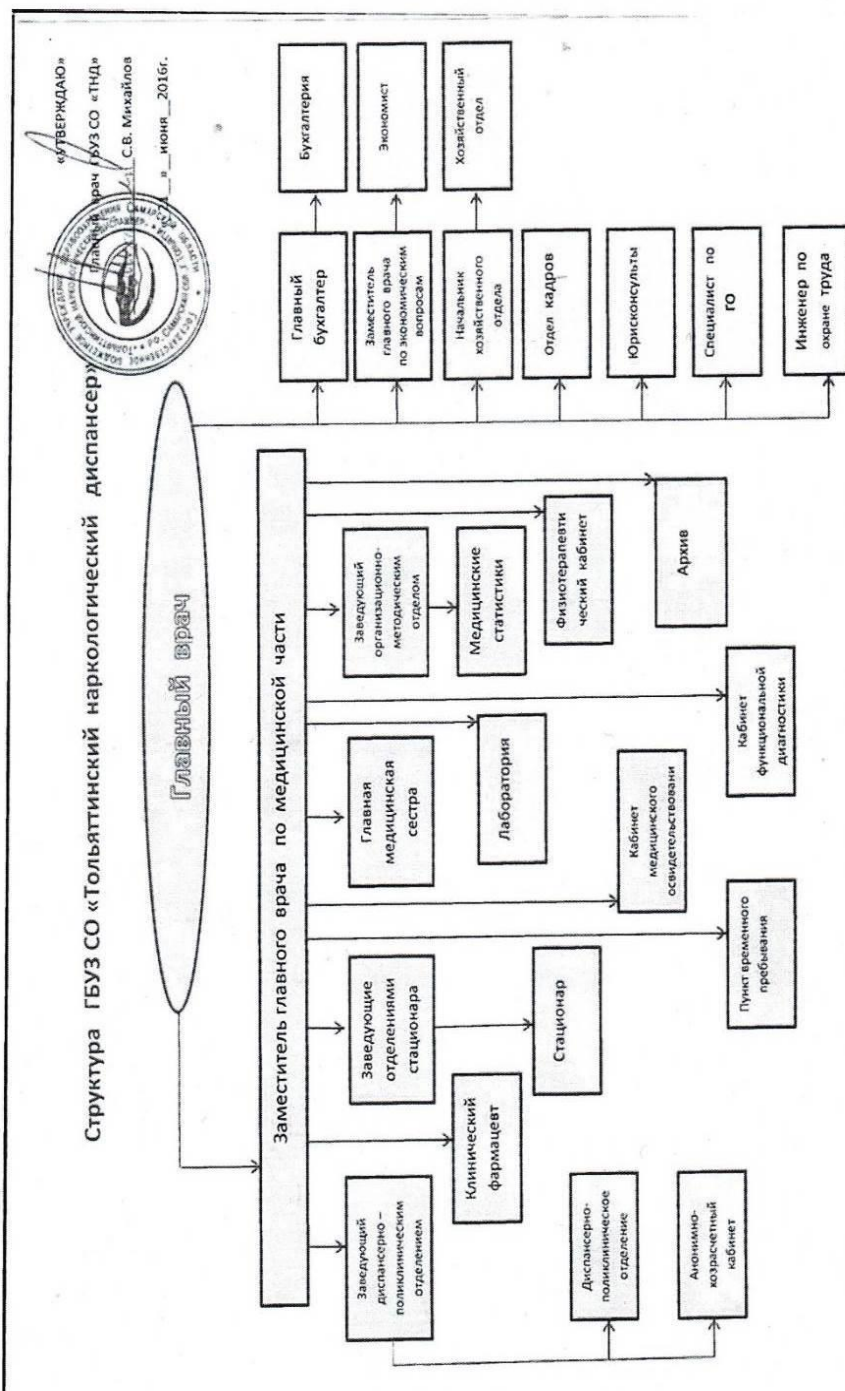 «УТВЕРЖДАЮ»
Главный врач ГБУЗ СО «ТНД»
С.В. Михайлов
» июня 2016г.
Структура ГБУЗ СО «Тольяттинский наркологический диспансер»
Главный врач
Заместитель главного врача по медицинской части
Заведующий
диспансерно –
поликлиническим
отделением
Клинический
фармацевт
Диспансерно-
поликлиническое
отделение
Анонимно-
хозрасчетный
кабинет
Заведующие
отделениями
стационара
Стационар
Пункт временного
пребывания
Кабинет
медицинского
освидетельствовани
Главная
медицинская
сестра
Лаборатория
Кабинет
функциональной
диагностики
Заведующий
организационно-
методическим
отделом
Медицинские
статистики
Физиотерапевти
ческий кабинет
Архив
Главный
бухгалтер
Бухгалтерия
Заместитель
главного врача
по экономическим
вопросам
Экономист
Начальник
хозяйственного
отдела
Хозяйственный
отдел
Отдел кадров
Юрисконсульты
Специалист по
ГО
Инженер по
охране труда